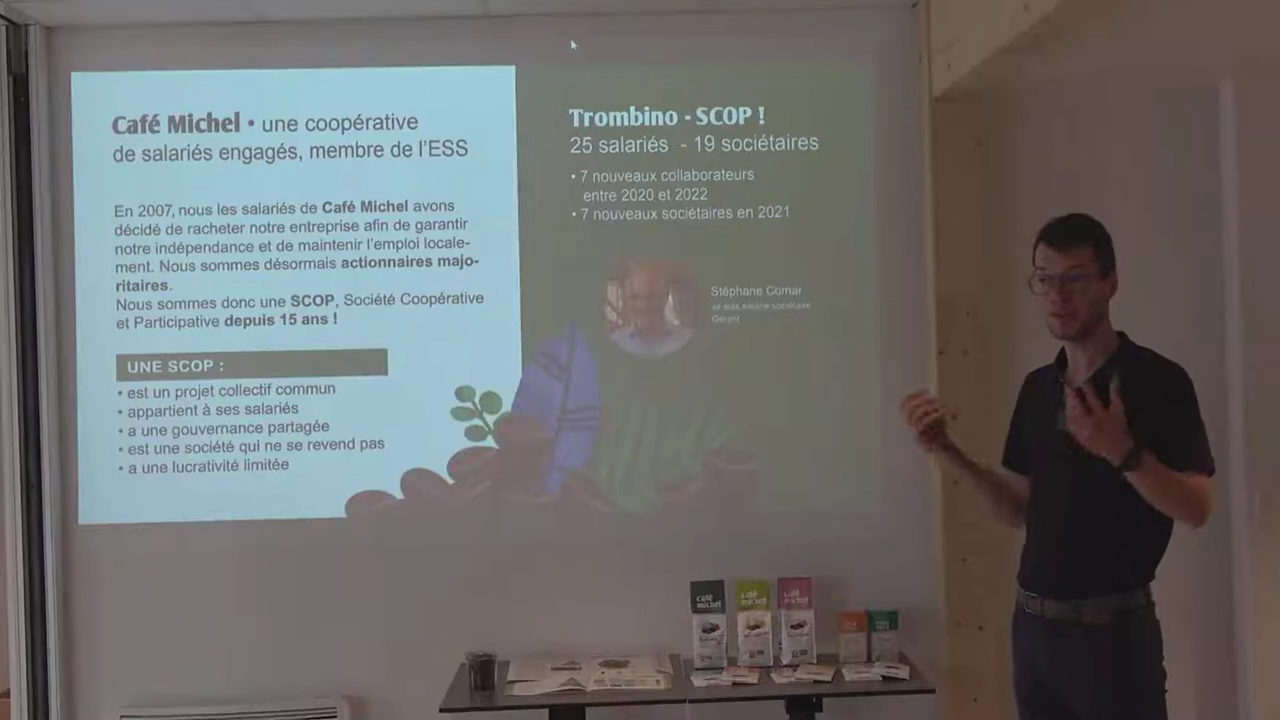 Café Michel • une coopérative
de salariés engagés, membre de l'ESS
En 2007, nous les salariés de Café Michel avons
décidé de racheter notre entreprise afin de garantir
notre indépendance et de maintenir l'emploi locale-
ment. Nous sommes désormais actionnaires majo-
ritaires.
Nous sommes donc une SCOP, Société Coopérative
et Participative depuis 15 ans !
UNE SCOP :
• est un projet collectif commun
• appartient à ses salariés
• a une gouvernance partagée
• est une société qui ne se revend pas
• a une lucrativité limitée
Trombino - SCOP !
25 salariés - 19 sociétaires
• 7 nouveaux collaborateurs
entre 2020 et 2022
• 7 nouveaux sociétaires en 2021
Stéphane Comar
Je suis salarié sociétaire
Gérant
café
michel
café
michel
café
michel